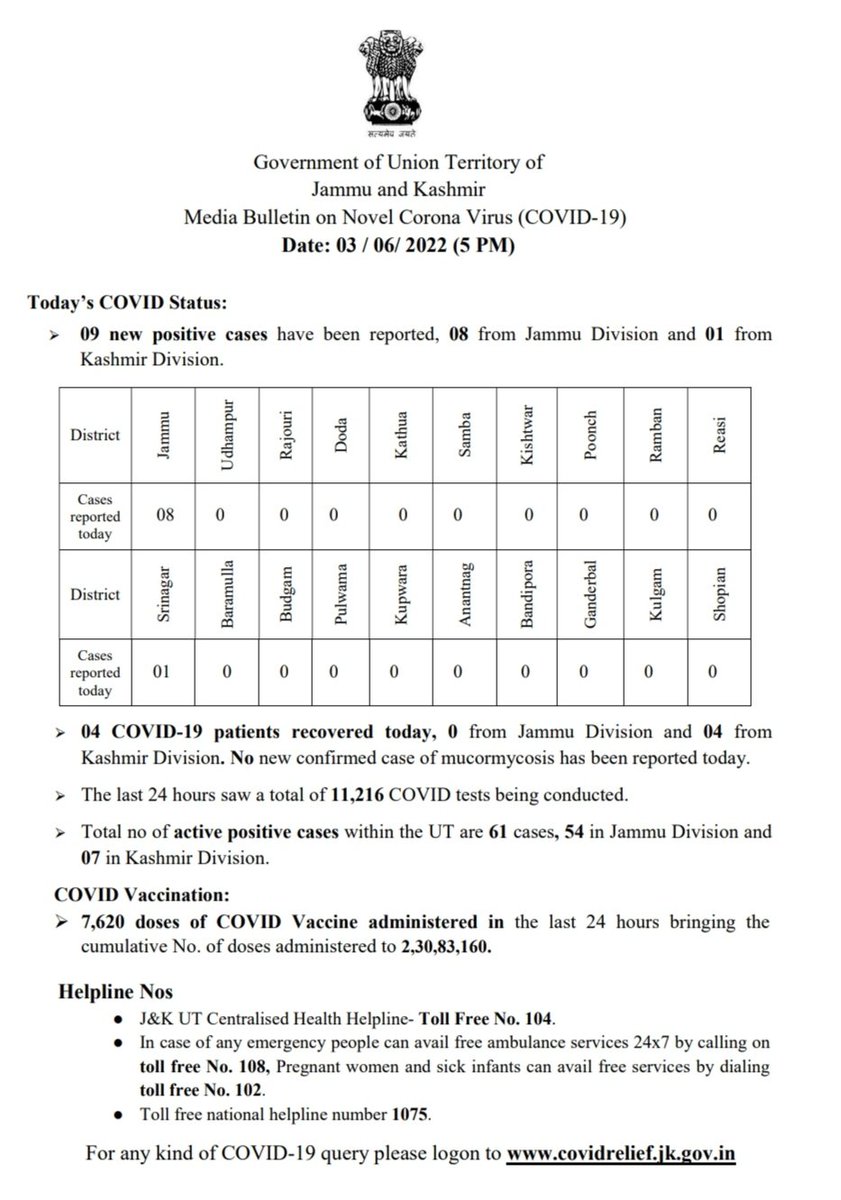 सत्यमेव जयते
Government of Union Territory of
Jammu and Kashmir
Media Bulletin on Novel Corona Virus (COVID-19)
Date: 03 / 06/ 2022 (5 PM)
Today's COVID Status:
➢ 09 new positive cases have been reported, 08 from Jammu Division and 01 from
Kashmir Division.
District Jammu Udhampur Rajouri Doda Kathua Samba Kishtwar Poonch Ramban Reasi
Cases
reported
today 08 0 0 0 0 0 0 0 0 0
District Srinagar Baramulla Budgam Pulwama Kupwara Anantnag Bandipora Ganderbal Kulgam Shopian
Cases
reported
today 01 0 0 0 0 0 0 0 0 0
➢ 04 COVID-19 patients recovered today, 0 from Jammu Division and 04 from
Kashmir Division. No new confirmed case of mucormycosis has been reported today.
➢ The last 24 hours saw a total of 11,216 COVID tests being conducted.
➢ Total no of active positive cases within the UT are 61 cases, 54 in Jammu Division and
07 in Kashmir Division.
COVID Vaccination:
➢ 7,620 doses of COVID Vaccine administered in the last 24 hours bringing the
cumulative No. of doses administered to 2,30,83,160.
Helpline Nos
● J&K UT Centralised Health Helpline- Toll Free No. 104.
● In case of any emergency people can avail free ambulance services 24x7 by calling on
toll free No. 108, Pregnant women and sick infants can avail free services by dialing
toll free No. 102.
● Toll free national helpline number 1075.
For any kind of COVID-19 query please logon to www.covidrelief.jk.gov.in